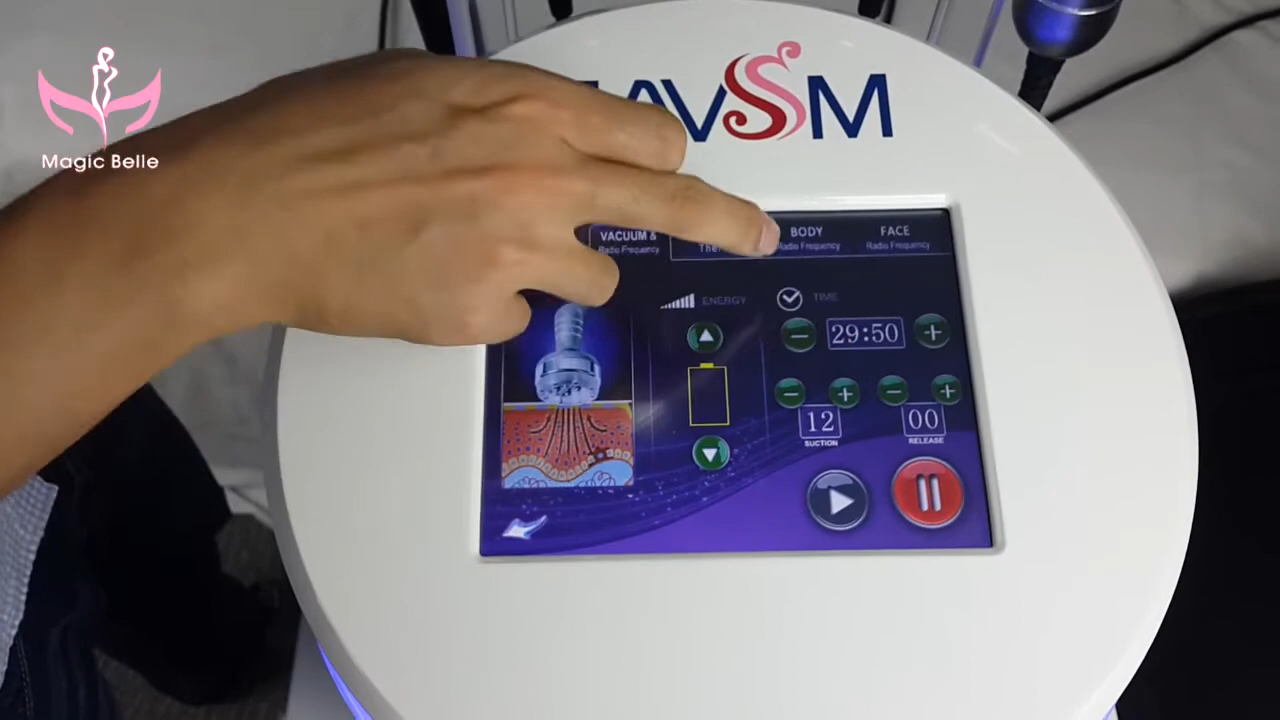 Magic Belle
VACUUM &
Radio Frequency
BODY
Radio Frequency
FACE
Radio Frequency
ENERGY
TIME
29:50
12
SUCTION
00
RELEASE